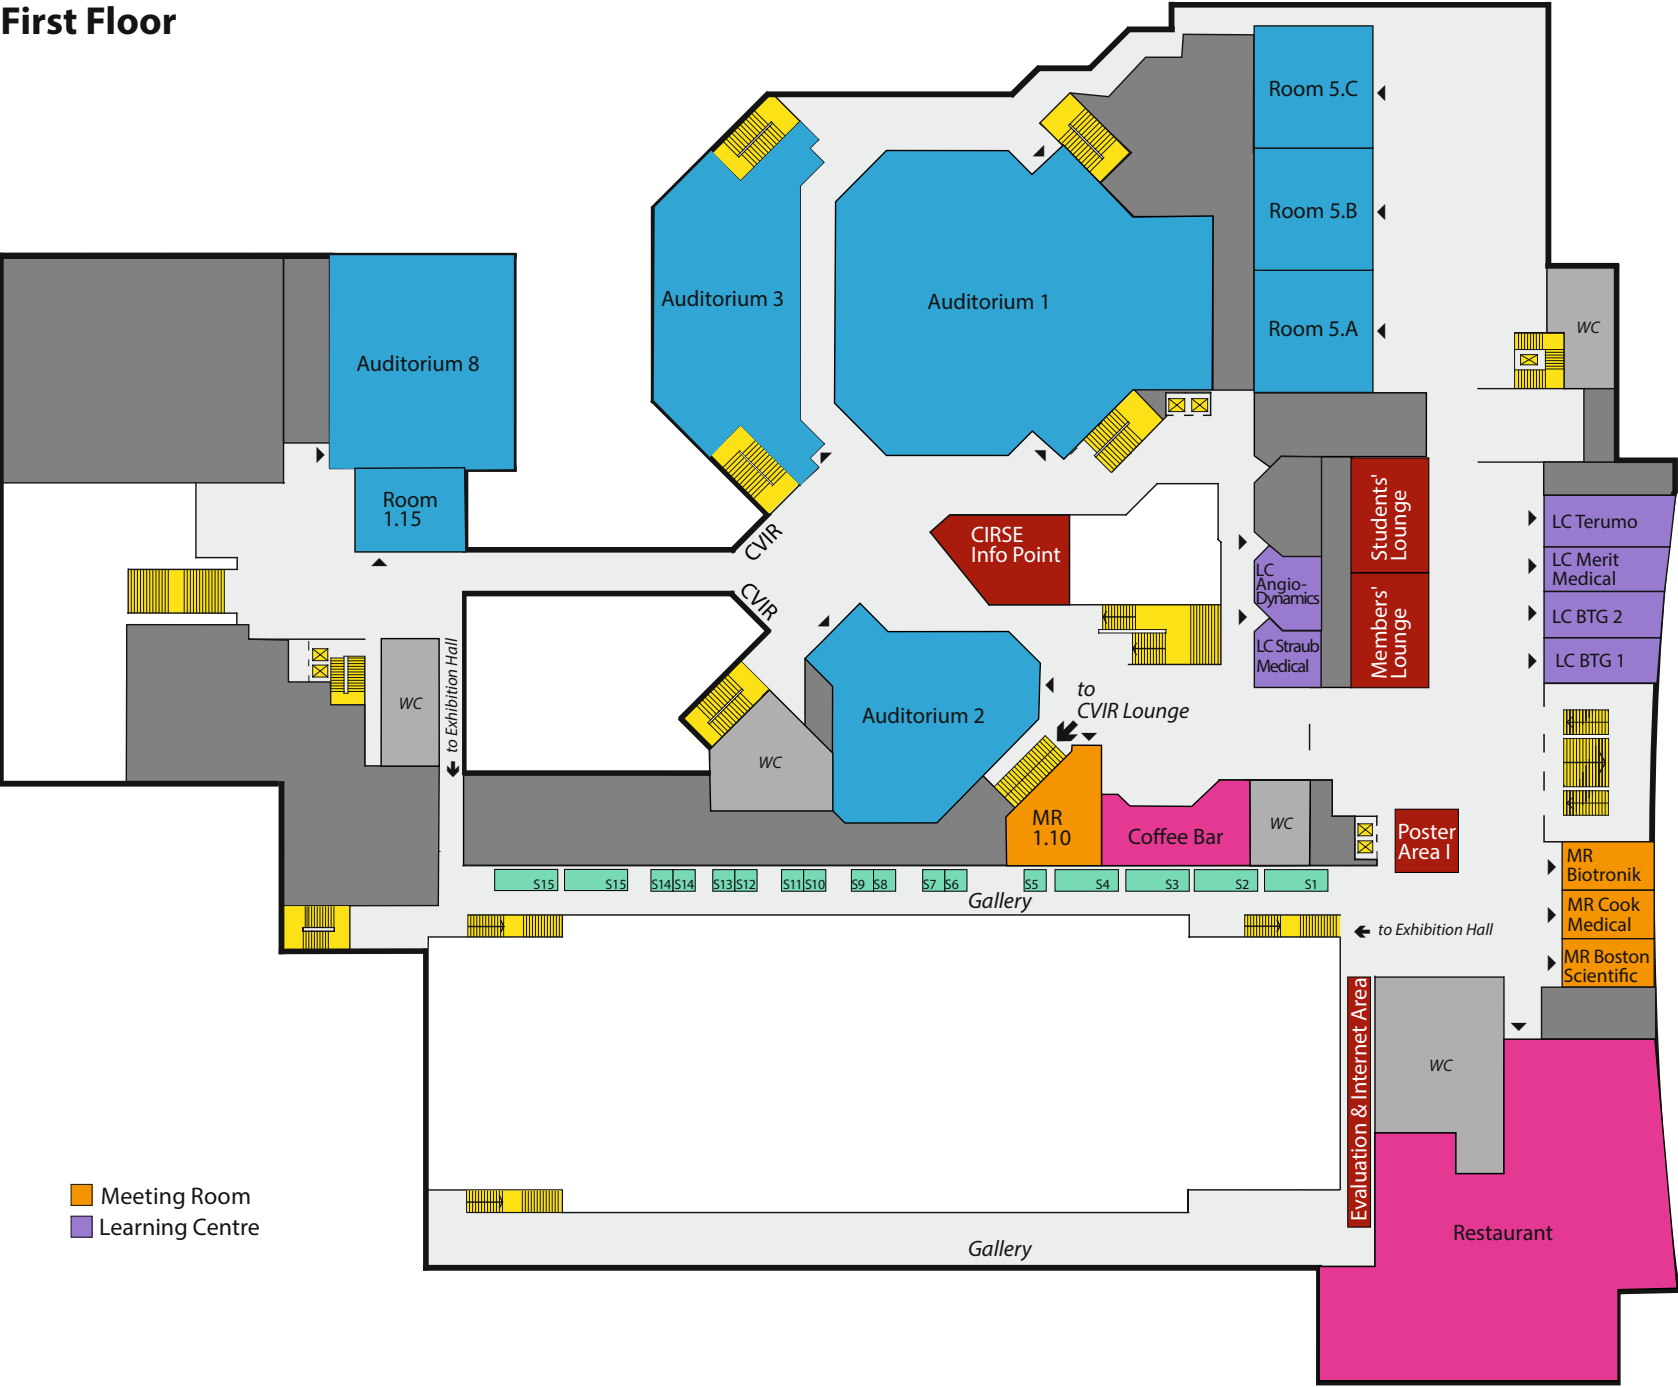 First Floor
Room 5.C
Room 5.B
Room 5.A
Auditorium 3
Auditorium 1
Auditorium 8
WC
Room
1.15
CVIR
CVIR
CIRSE
Info Point
Students'
Lounge
Members'
Lounge
LC
Angio-
Dynamics
LC Straub
Medical
LC Terumo
LC Merit
Medical
LC BTG 2
LC BTG 1
WC
to Exhibition Hall
WC
Auditorium 2
to
CVIR Lounge
MR
1.10
Coffee Bar
WC
Poster
Area I
MR
Biotronik
MR Cook
Medical
MR Boston
Scientific
S15
S15
S14
S14
S13
S12
S11
S10
S9
S8
S7
S6
S5
S4
S3
S2
S1
Gallery
to Exhibition Hall
Evaluation & Internet Area
WC
Restaurant
Gallery
Meeting Room
Learning Centre